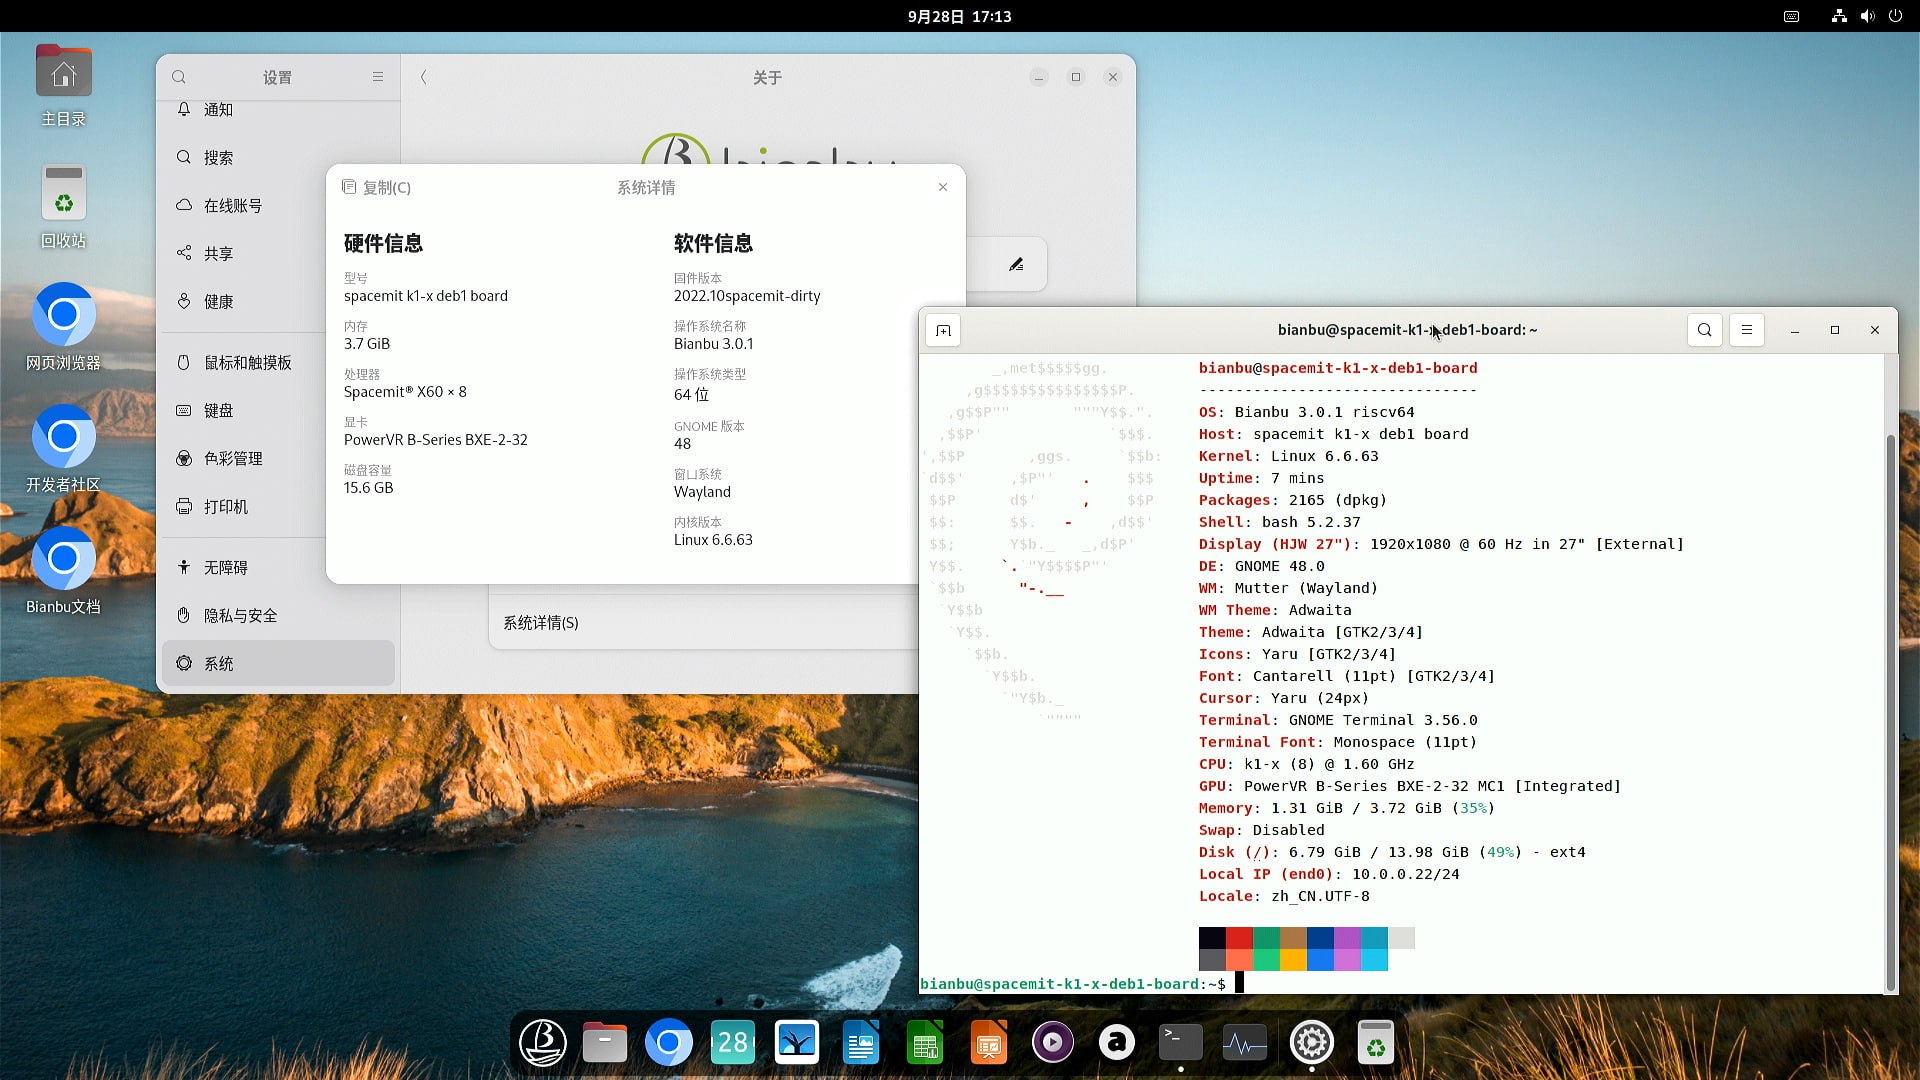 9月28日 17:13
主目录
回收站
网页浏览器
开发者社区
Bianbu文档
设置
通知
搜索
在线账号
共享
健康
鼠标和触摸板
键盘
色彩管理
打印机
无障碍
隐私与安全
系统
关于
系统详情(S)
复制(C)
系统详情
硬件信息
型号
spacemit k1-x deb1 board
内存
3.7 GiB
处理器
Spacemit® X60 × 8
显卡
PowerVR B-Series BXE-2-32
磁盘容量
15.6 GB
软件信息
固件版本
2022.10spacemit-dirty
操作系统名称
Bianbu 3.0.1
操作系统类型
64 位
GNOME 版本
48
窗口系统
Wayland
内核版本
Linux 6.6.63
bianbu@spacemit-k1-x-deb1-board: ~
bianbu@spacemit-k1-x-deb1-board
-------------------------------
OS: Bianbu 3.0.1 riscv64
Host: spacemit k1-x deb1 board
Kernel: Linux 6.6.63
Uptime: 7 mins
Packages: 2165 (dpkg)
Shell: bash 5.2.37
Display (HJW 27"): 1920x1080 @ 60 Hz in 27" [External]
DE: GNOME 48.0
WM: Mutter (Wayland)
WM Theme: Adwaita
Theme: Adwaita [GTK2/3/4]
Icons: Yaru [GTK2/3/4]
Font: Cantarell (11pt) [GTK2/3/4]
Cursor: Yaru (24px)
Terminal: GNOME Terminal 3.56.0
Terminal Font: Monospace (11pt)
CPU: k1-x (8) @ 1.60 GHz
GPU: PowerVR B-Series BXE-2-32 MC1 [Integrated]
Memory: 1.31 GiB / 3.72 GiB (35%)
Swap: Disabled
Disk (/): 6.79 GiB / 13.98 GiB (49%) - ext4
Local IP (end0): 10.0.0.22/24
Locale: zh_CN.UTF-8
bianbu@spacemit-k1-x-deb1-board:~$
28